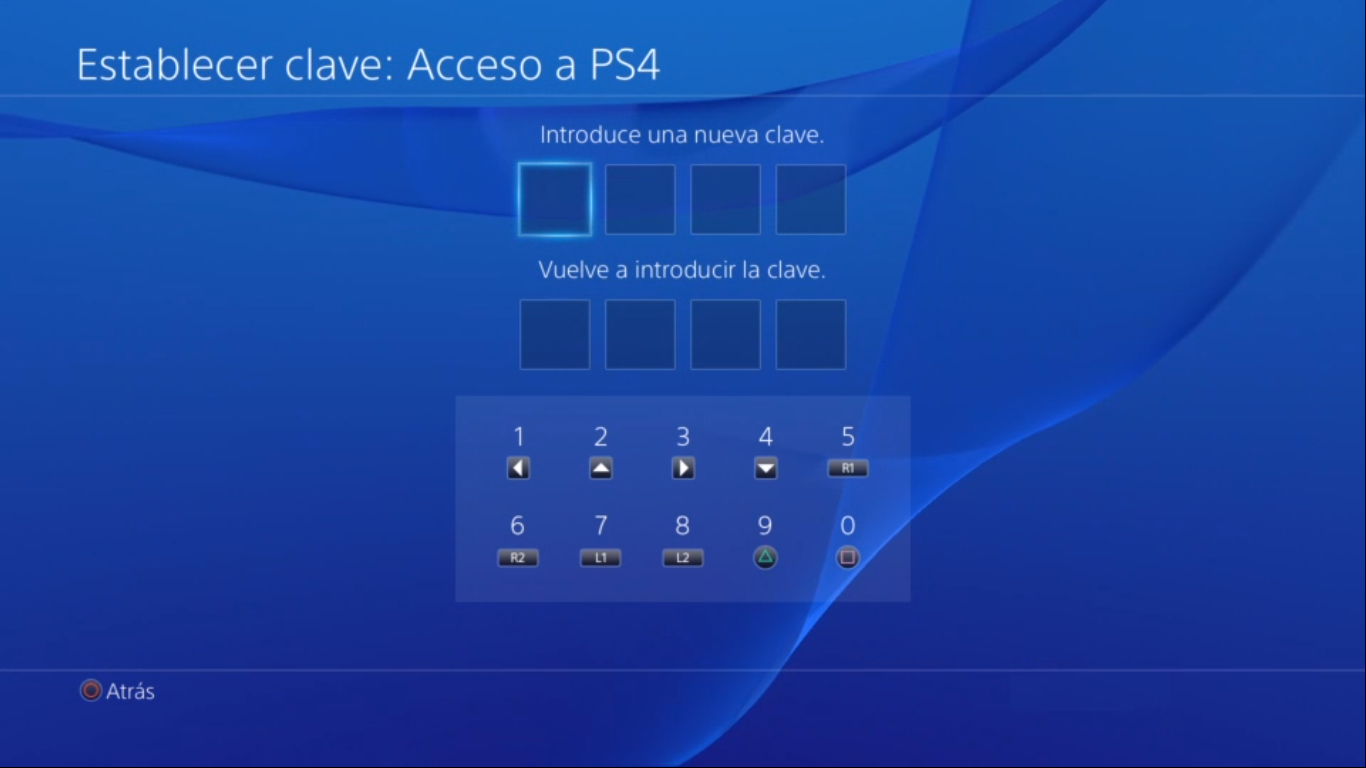 Establecer clave: Acceso a PS4
Introduce una nueva clave.
Vuelve a introducir la clave.
1 2 3 4 5
R1
6 7 8 9 0
R2 L1 L2
Atrás